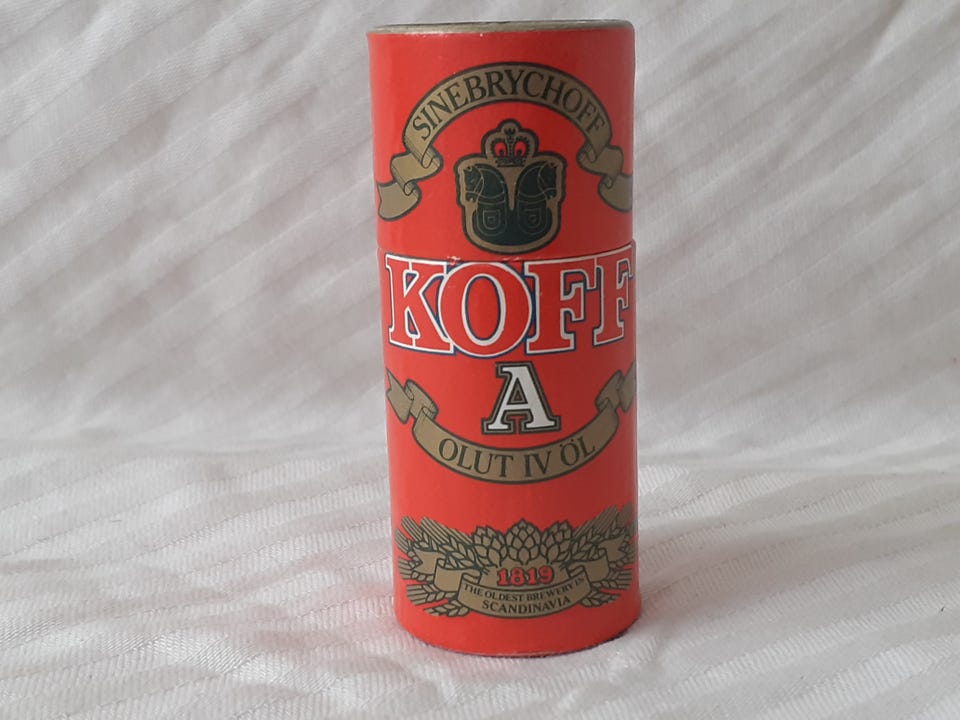 SINEBRYCHOFF
KOFF
A
OLUT IV ÖL
1819
THE OLDEST BREWERY IN
SCANDINAVIA